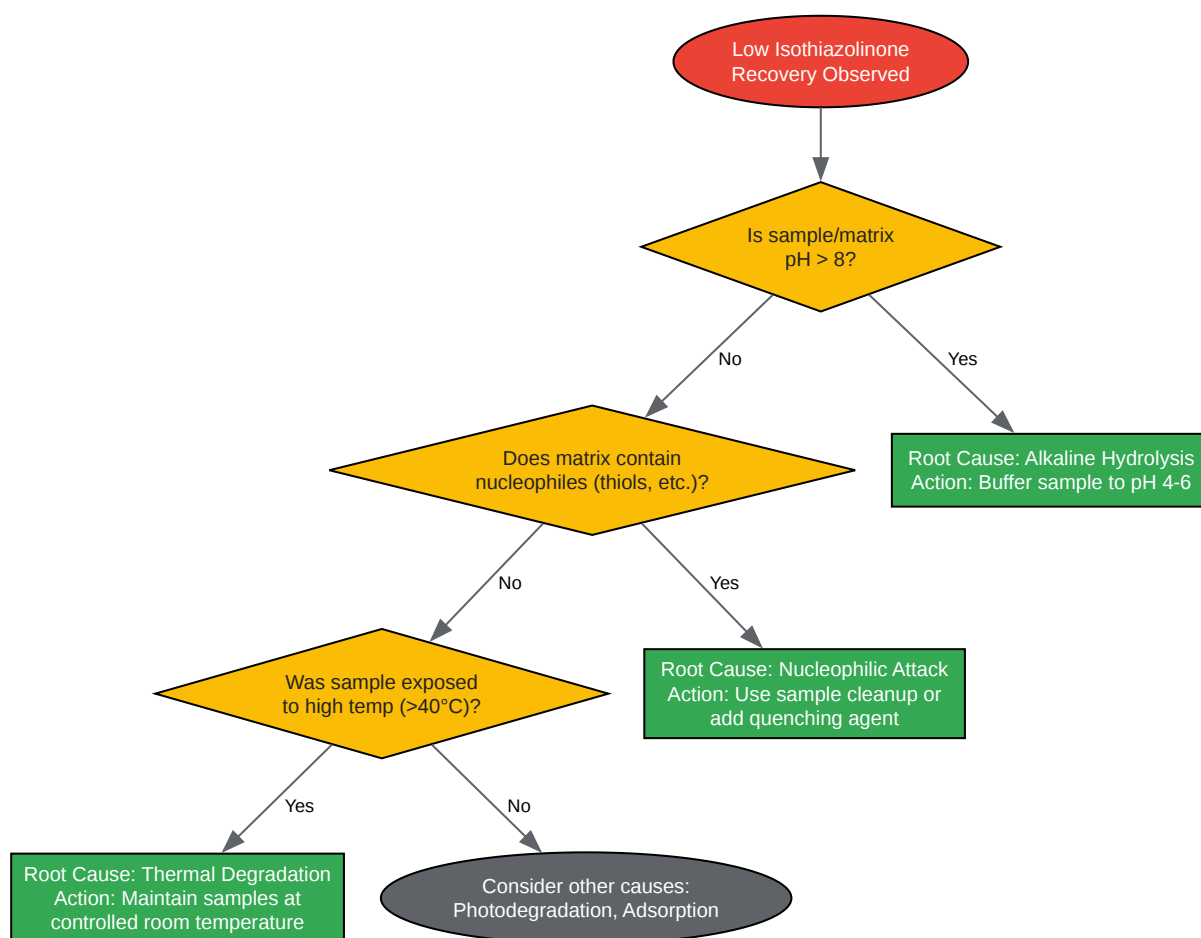 Low Isothiazolinone
Recovery Observed
Is sample/matrix
pH > 8?
No
Yes
Does matrix contain
nucleophiles (thiols, etc.)?
Root Cause: Alkaline Hydrolysis
Action: Buffer sample to pH 4-6
No
Yes
Was sample exposed
to high temp (>40°C)?
Root Cause: Nucleophilic Attack
Action: Use sample cleanup or
add quenching agent
Yes
No
Root Cause: Thermal Degradation
Action: Maintain samples at
controlled room temperature
Consider other causes:
Photodegradation, Adsorption